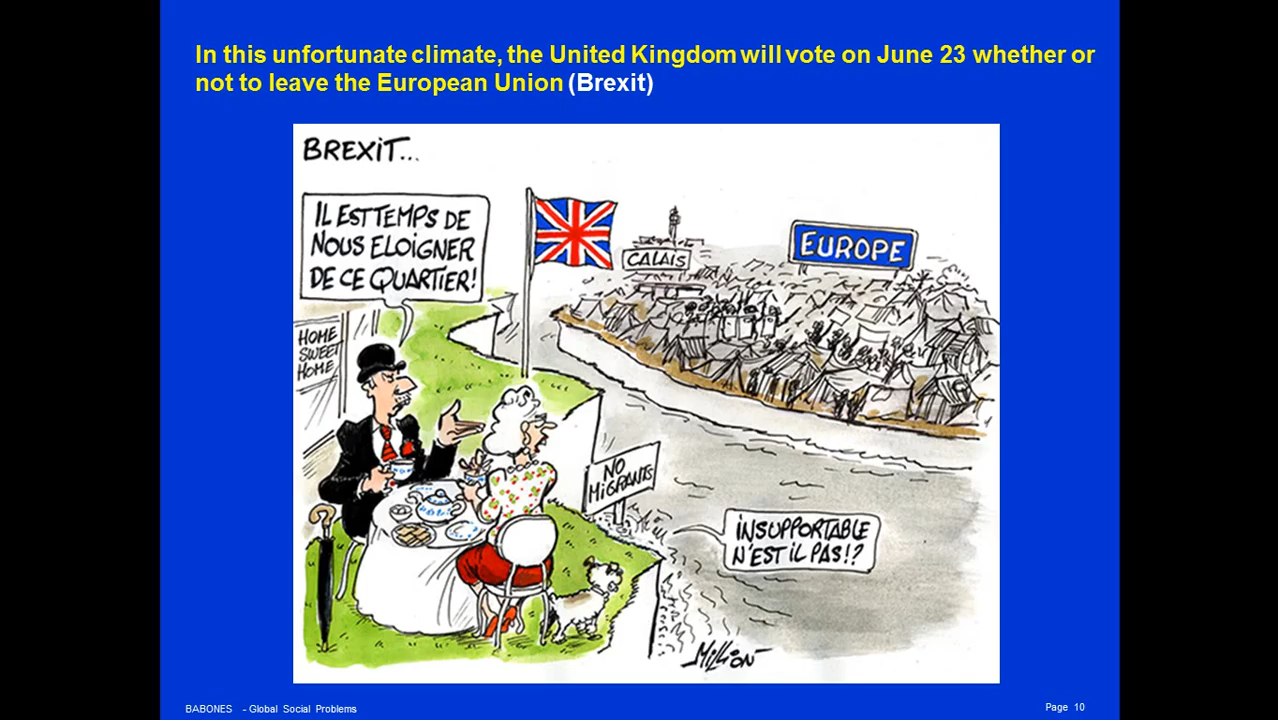 In this unfortunate climate, the United Kingdom will vote on June 23 whether or
not to leave the European Union (Brexit)
BREXIT...
IL EST TEMPS DE
NOUS ELOIGNER
DE CE QUARTIER!
CALAIS
EUROPE
HOME
SWEET
HOME
NO
MIGRANTS
INSUPPORTABLE
N'EST IL PAS!?
MILLION
BABONES - Global Social Problems
Page 10